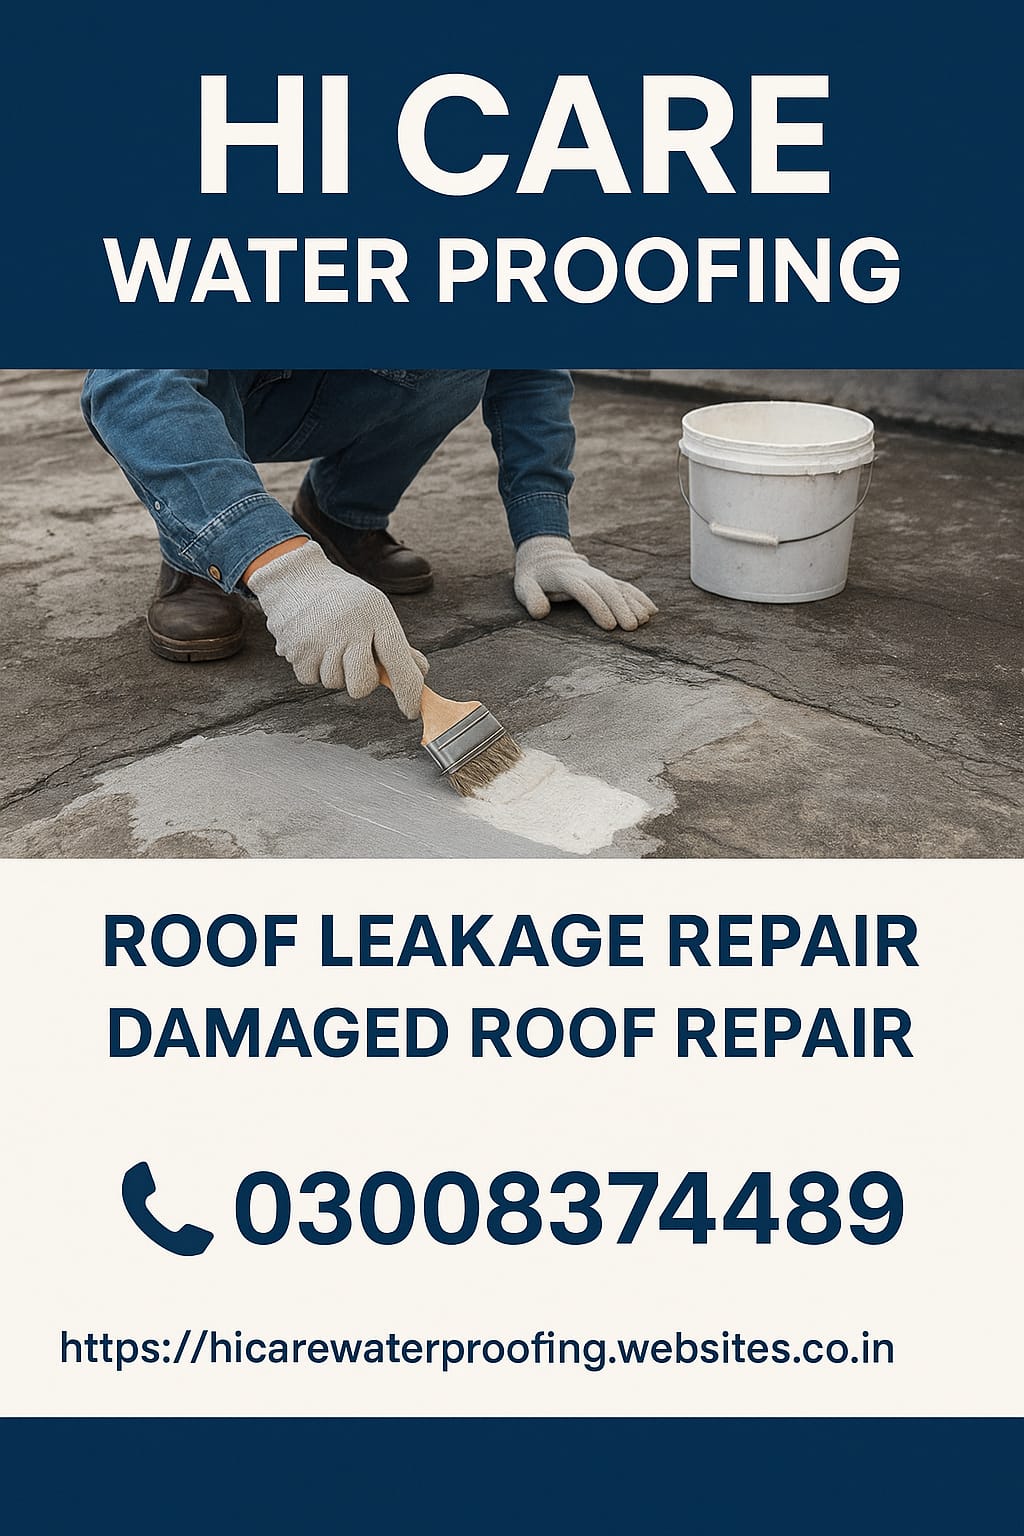 HI CARE
WATER PROOFING
ROOF LEAKAGE REPAIR
DAMAGED ROOF REPAIR
03008374489
https://hicarewaterproofing.websites.co.in